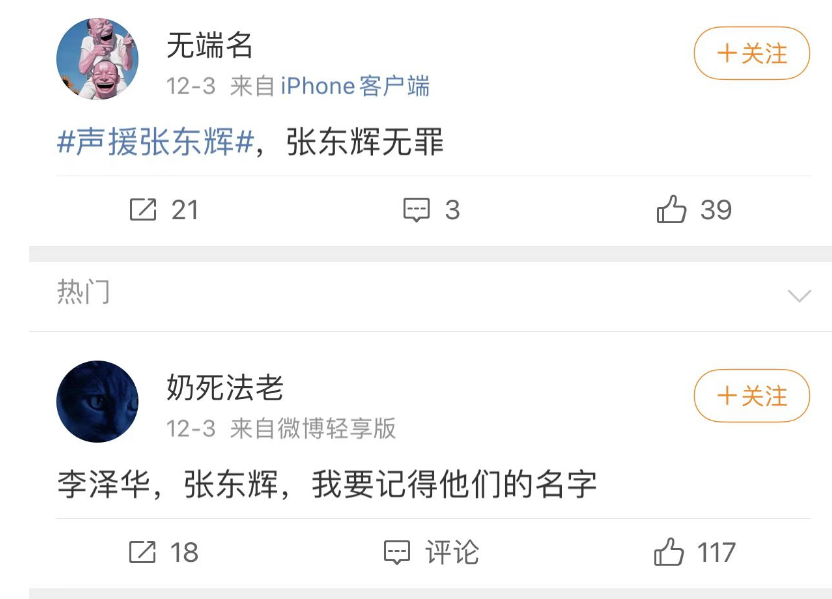 无端名
+关注
12-3 来自iPhone客户端
#声援张东辉#，张东辉无罪
21 3 39
热门
奶死法老
+关注
12-3 来自微博轻享版
李泽华，张东辉，我要记得他们的名字
18 评论 117